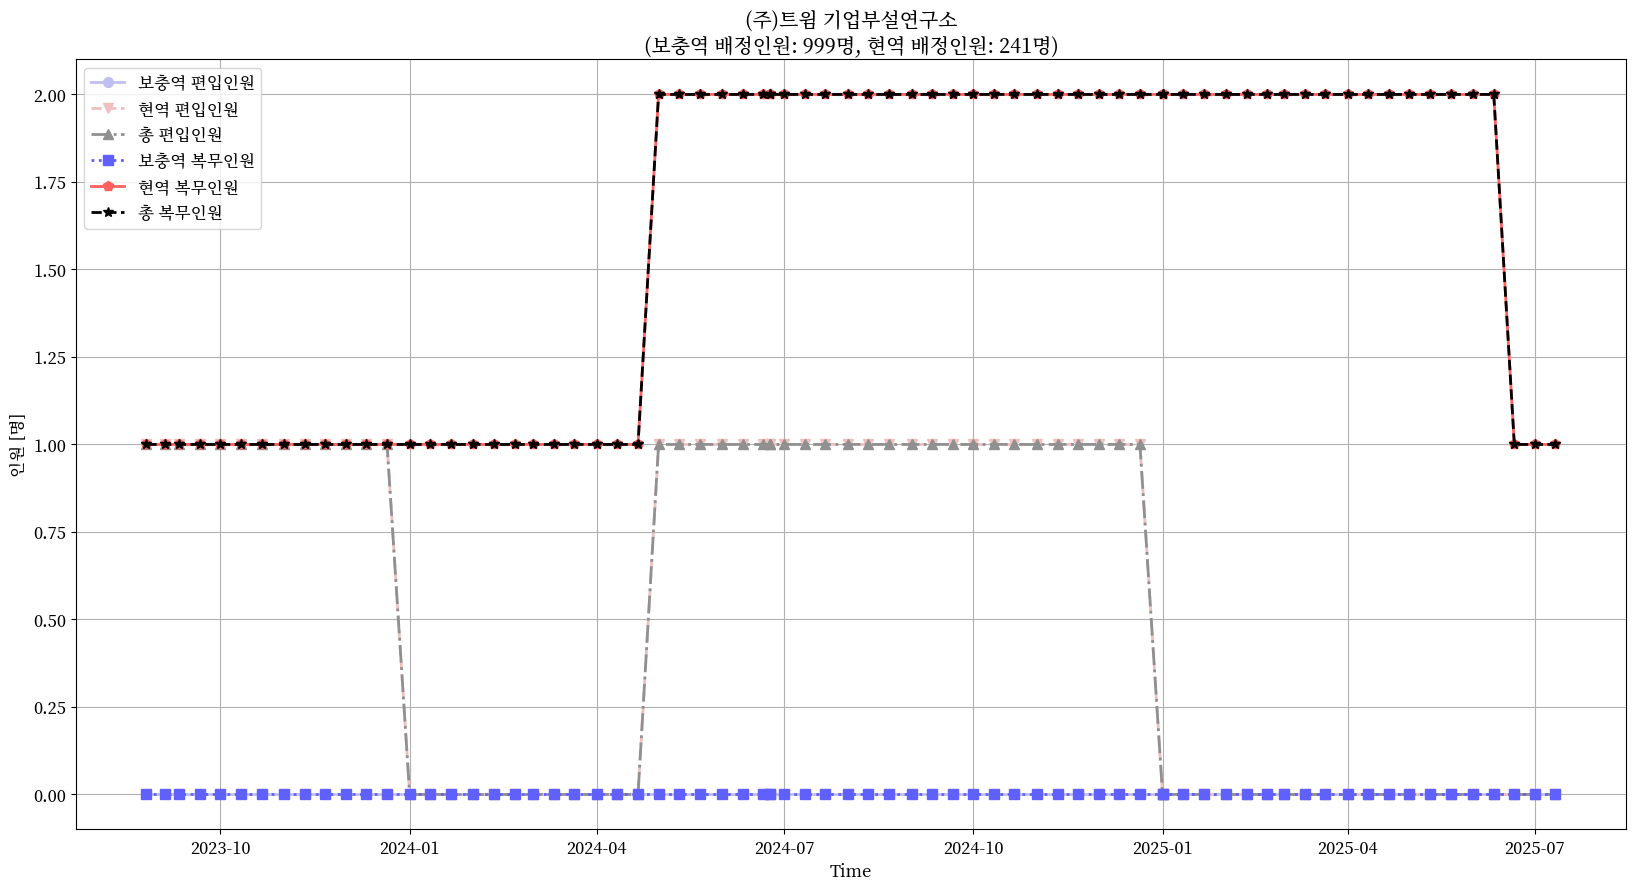 (주)트윔 기업부설연구소
(보충역 배정인원: 999명, 현역 배정인원: 241명)
보충역 편입인원
현역 편입인원
총 편입인원
보충역 복무인원
현역 복무인원
총 복무인원
2.00
1.75
1.50
1.25
1.00
0.75
0.50
0.25
0.00
인원 [명]
2023-10
2024-01
2024-04
2024-07
2024-10
2025-01
2025-04
2025-07
Time